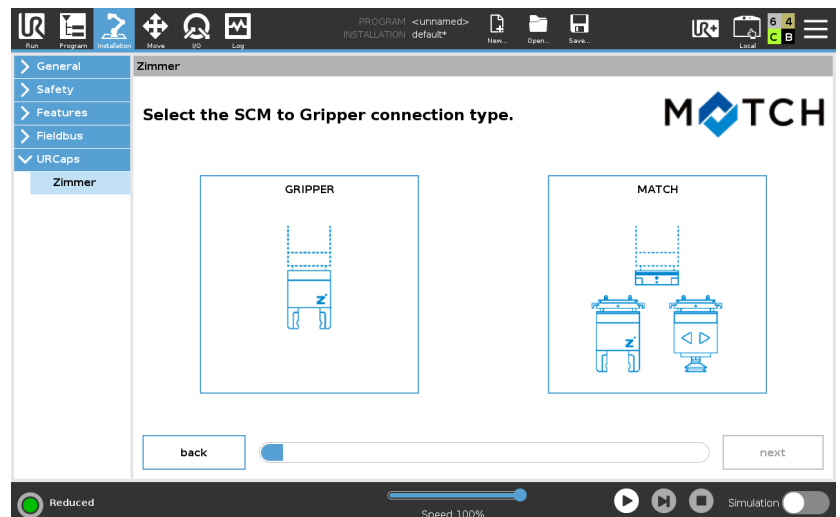 UR
PROGRAM <unnamed>
INSTALLATION default*
UR+
6 4
C B
Run Program Installation Move I/O Log New... Open... Save... Local
General
Zimmer
Safety
Features
Fieldbus
URCaps
Zimmer
Select the SCM to Gripper connection type.
MATCH
GRIPPER
Z
MATCH
Z
back
next
Reduced
Speed 100%
Simulation